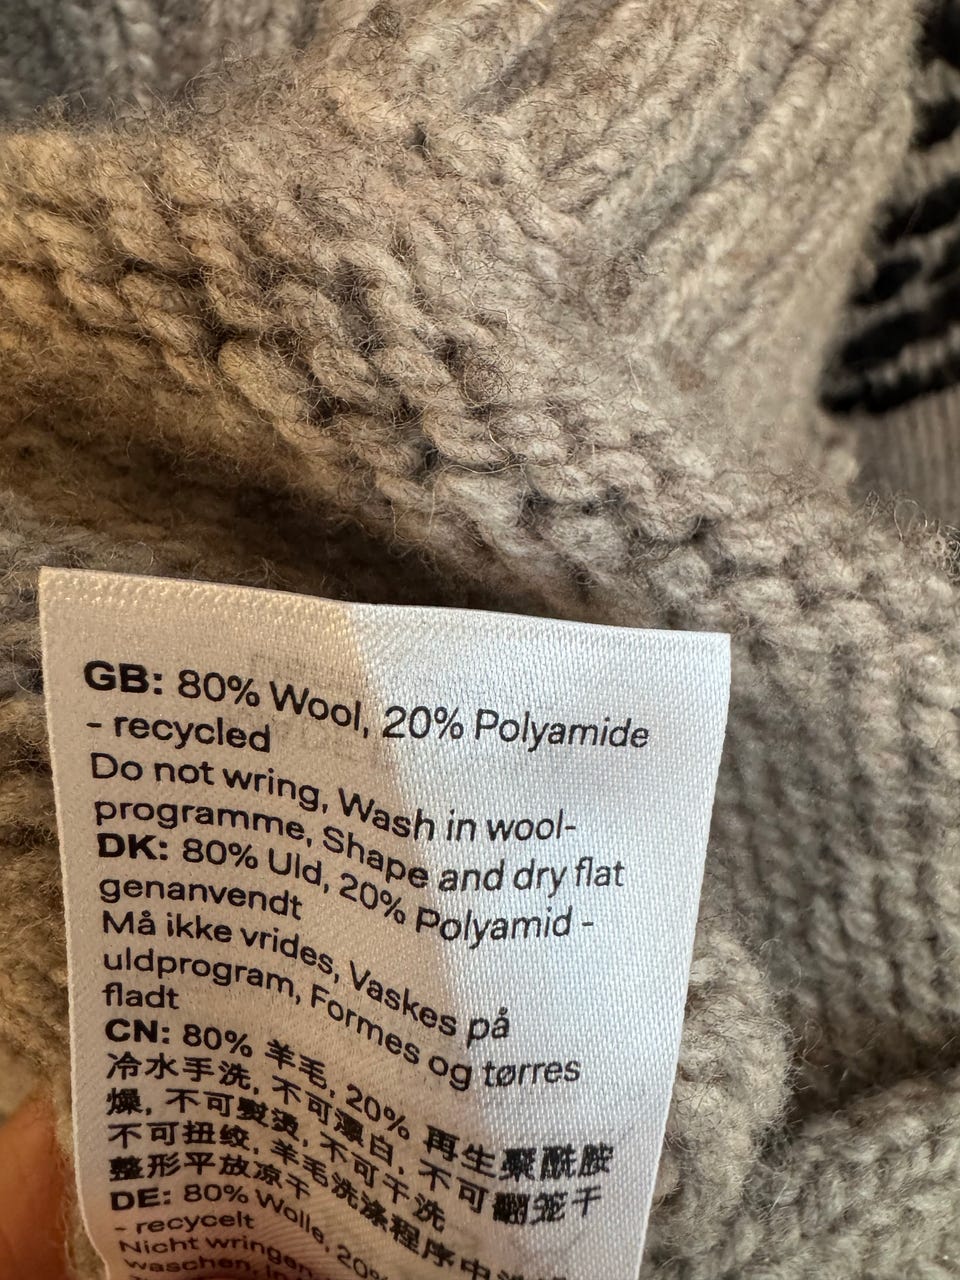 GB: 80% Wool, 20% Polyamide
- recycled
Do not wring, Wash in wool-
programme, Shape and dry flat
DK: 80% Uld, 20% Polyamid -
genanvendt
Må ikke vrides, Vaskes på
uldprogram, Formes og tørres
fladt
CN: 80% 羊毛, 20% 再生聚酰胺
冷水手洗, 不可漂白, 不可翻笼干
燥, 不可熨烫, 不可干洗
不可扭绞, 羊毛洗涤程序中洗
整形平放凉干
DE: 80% Wolle, 20%
- recycelt
Nicht wringen,
waschen, in